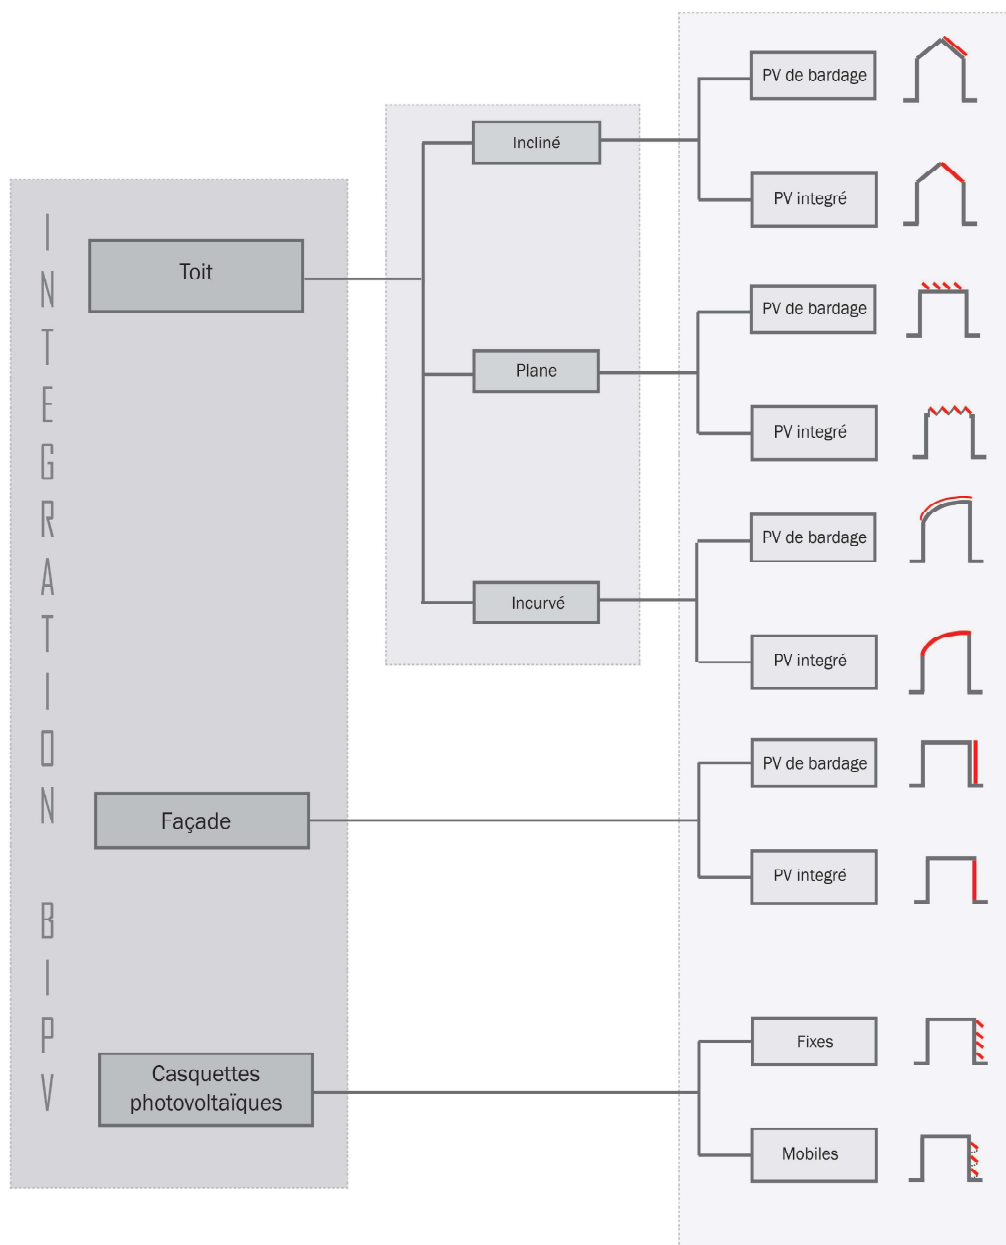 INTEGRATION BIPV
Toit
Incliné
PV de bardage
PV integré
Plane
PV de bardage
PV integré
Incurvé
PV de bardage
PV integré
Façade
PV de bardage
PV integré
Casquettes
photovoltaïques
Fixes
Mobiles